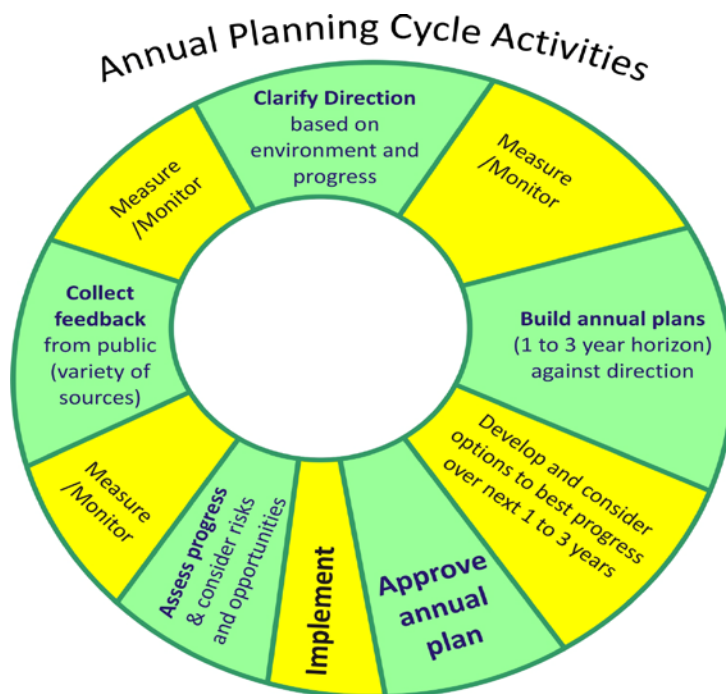 Annual Planning Cycle Activities
Clarify Direction
based on
environment and
progress
Measure
/Monitor
Build annual plans
(1 to 3 year horizon)
against direction
Develop and consider
options to best progress
over next 1 to 3 years
Approve
annual
plan
Implement
Assess progress
& consider risks
and opportunities
Measure
/Monitor
Collect
feedback
from public
(variety of
sources)
Measure
/Monitor